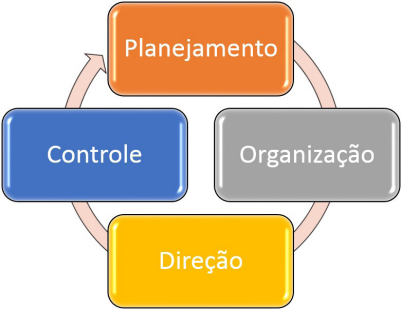 Planejamento
Organização
Direção
Controle